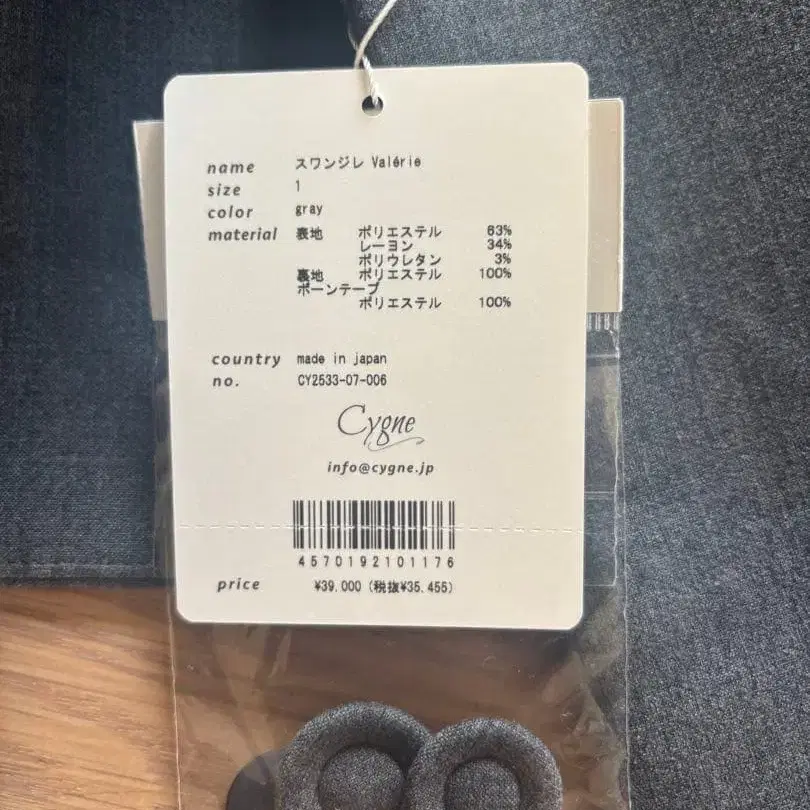 name スワンジレ Valérie
size 1
color gray
material 表地 ポリエステル 63%
レーヨン 34%
ポリウレタン 3%
裏地 ポリエステル 100%
ボーンテープ
ポリエステル 100%
country made in japan
no. CY2533-07-006
Cygne
info@cygne.jp
4570192101176
price ¥39,000 (税抜¥35,455)